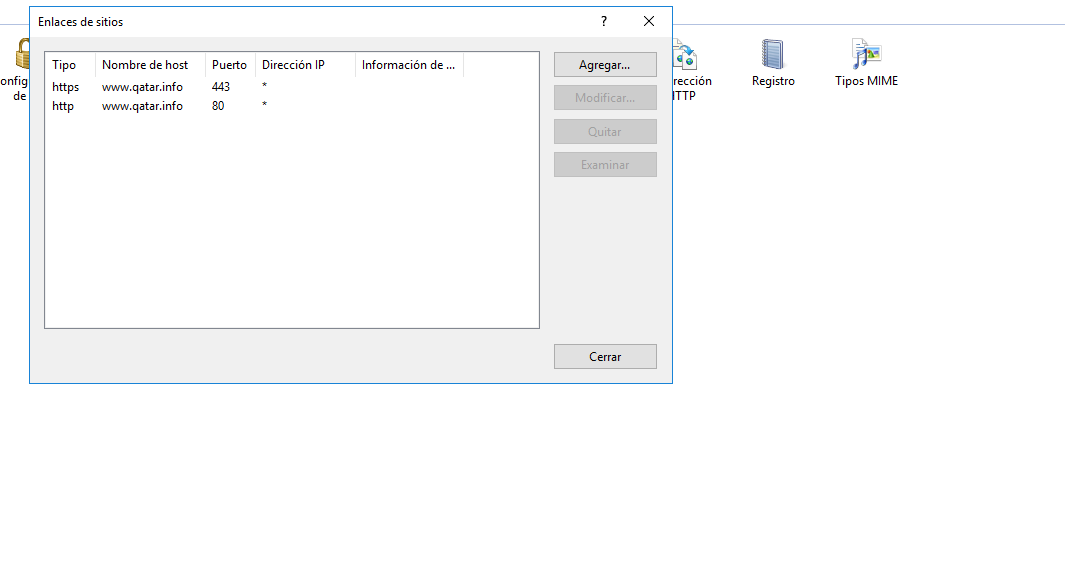 Enlaces de sitios
?
Tipo Nombre de host Puerto Dirección IP Información de ...
https www.qatar.info 443 *
http www.qatar.info 80 *
Agregar...
Modificar...
Quitar
Examinar
Cerrar
onfig
de
rección
TTP
Registro
Tipos MIME